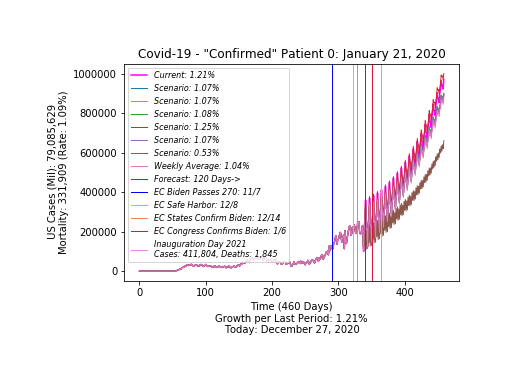 Covid-19 - "Confirmed" Patient 0: January 21, 2020
US Cases (Mil): 79,085,629
Mortality: 331,909 (Rate: 1.09%)
1000000
800000
600000
400000
200000
0
Current: 1.21%
Scenario: 1.07%
Scenario: 1.07%
Scenario: 1.08%
Scenario: 1.25%
Scenario: 1.07%
Scenario: 0.53%
Weekly Average: 1.04%
Forecast: 120 Days->
EC Biden Passes 270: 11/7
EC Safe Harbor: 12/8
EC States Confirm Biden: 12/14
EC Congress Confirms Biden: 1/6
Inauguration Day 2021
Cases: 411,804, Deaths: 1,845
0 100 200 300 400
Time (460 Days)
Growth per Last Period: 1.21%
Today: December 27, 2020